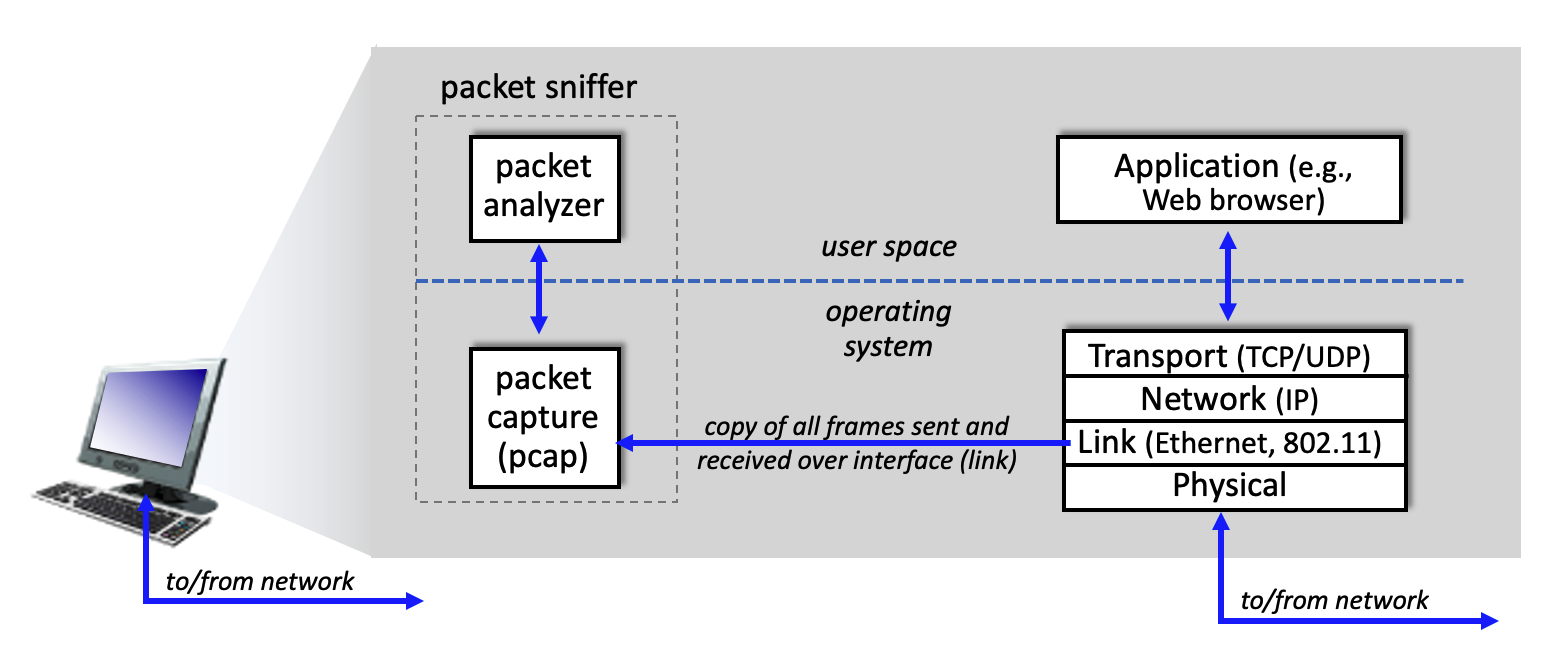 packet sniffer
packet
analyzer
Application (e.g.,
Web browser)
user space
operating
system
packet
capture
(pcap)
copy of all frames sent and
received over interface (link)
Transport (TCP/UDP)
Network (IP)
Link (Ethernet, 802.11)
Physical
to/from network
to/from network